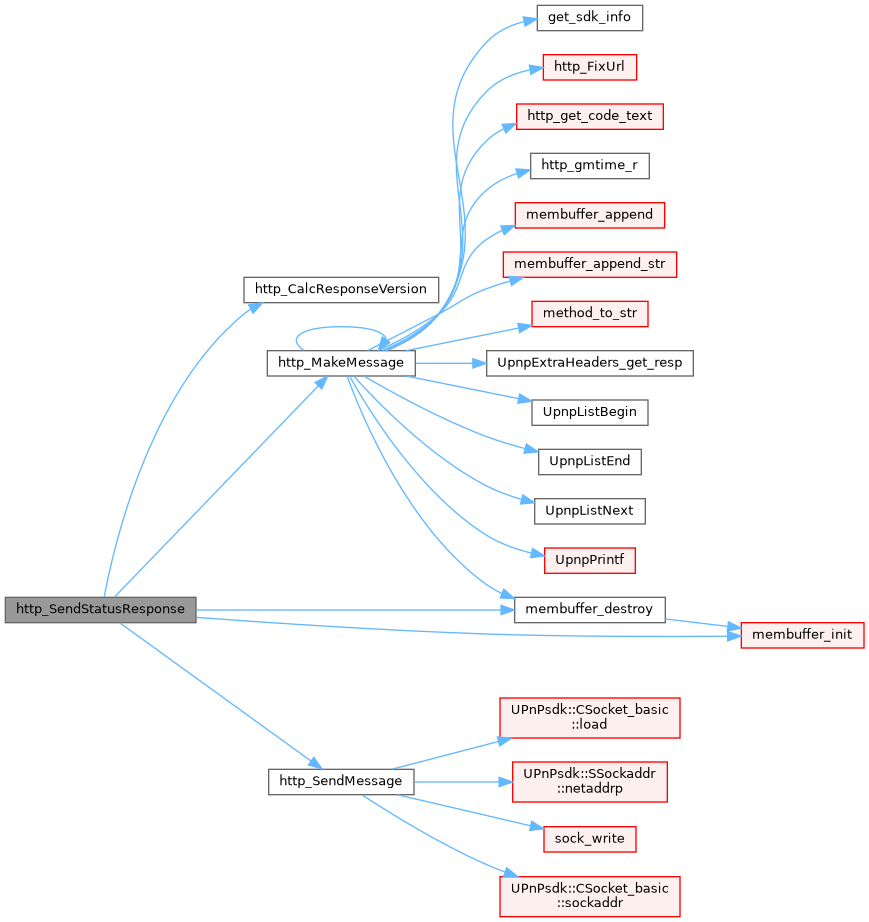 get_sdk_info
http_FixUrl
http_get_code_text
http_gmtime_r
membuffer_append
membuffer_append_str
http_CalcResponseVersion
method_to_str
http_MakeMessage
UpnpExtraHeaders_get_resp
UpnpListBegin
UpnpListEnd
UpnpListNext
UpnpPrintf
http_SendStatusResponse
membuffer_destroy
membuffer_init
UPnPsdk::CSocket_basic
::load
http_SendMessage
UPnPsdk::SSockaddr
::netaddrp
sock_write
UPnPsdk::CSocket_basic
::sockaddr